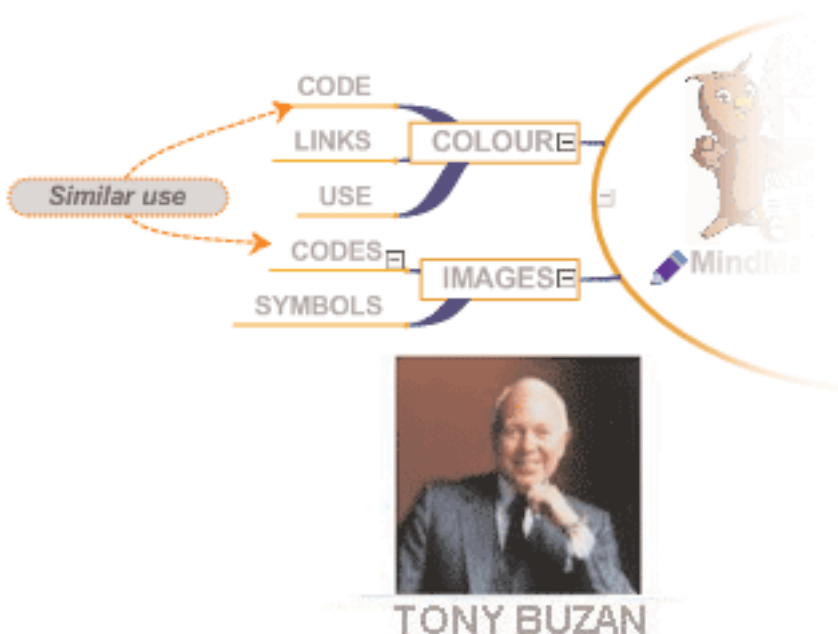 CODE
LINKS
COLOUR
USE
Similar use
CODES
IMAGES
SYMBOLS
TONY BUZAN